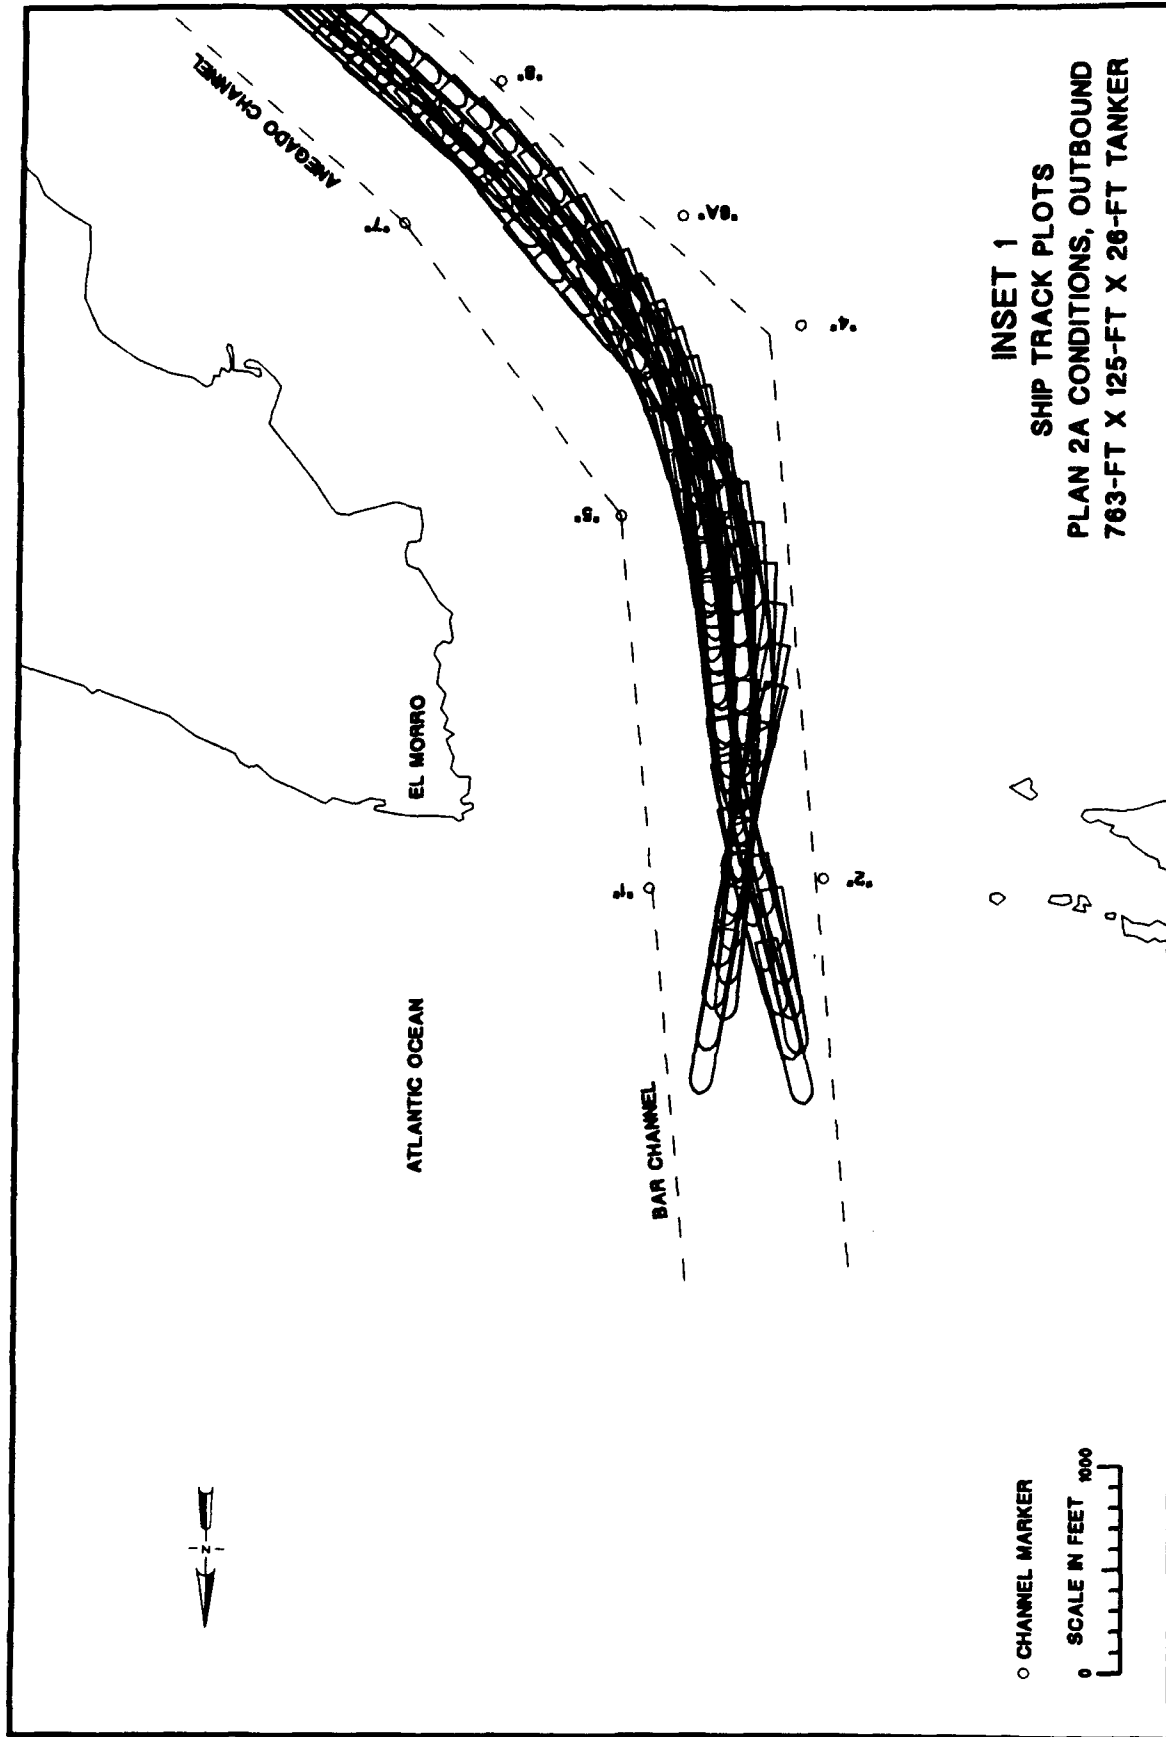 ANEGADO CHANNEL
"8"
"7"
"6A"
"4"
"5"
EL MORRO
"1"
"2"
ATLANTIC OCEAN
BAR CHANNEL
N
INSET 1
SHIP TRACK PLOTS
PLAN 2A CONDITIONS, OUTBOUND
763-FT X 125-FT X 26-FT TANKER
CHANNEL MARKER
SCALE IN FEET
0 1000